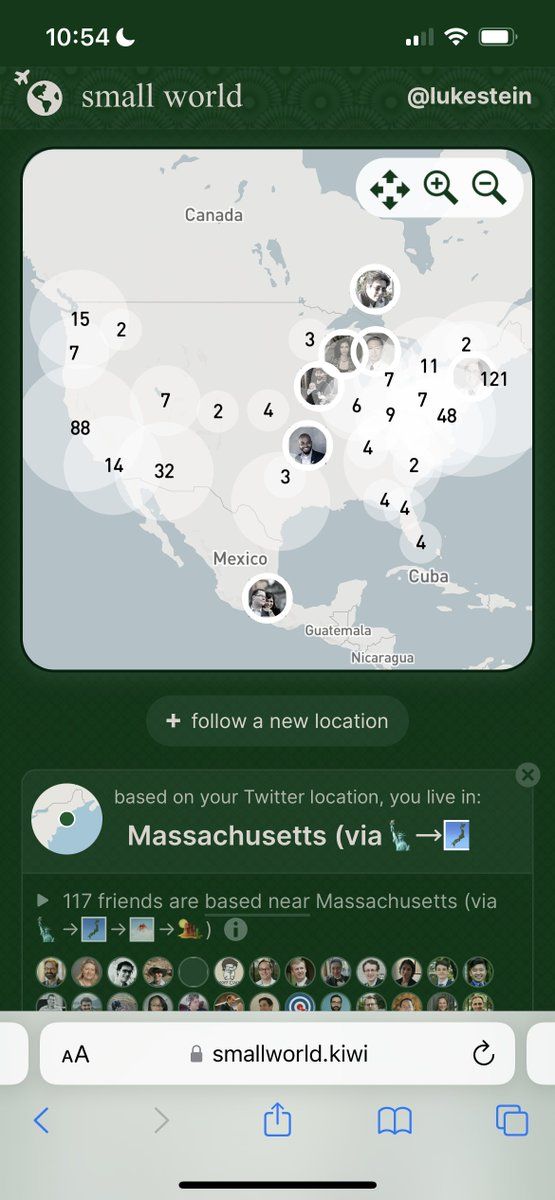 10:54
small world
@lukestein
Canada
15
2
7
3
2
11
7
121
7
2
4
6
9
7
48
88
4
14
32
3
2
4
4
4
Mexico
Cuba
Guatemala
Nicaragua
+ follow a new location
based on your Twitter location, you live in:
Massachusetts (via 🗽→🗾
▶ 117 friends are based near Massachusetts (via
🗽→🗾→🌁→🏜)
AA
smallworld.kiwi